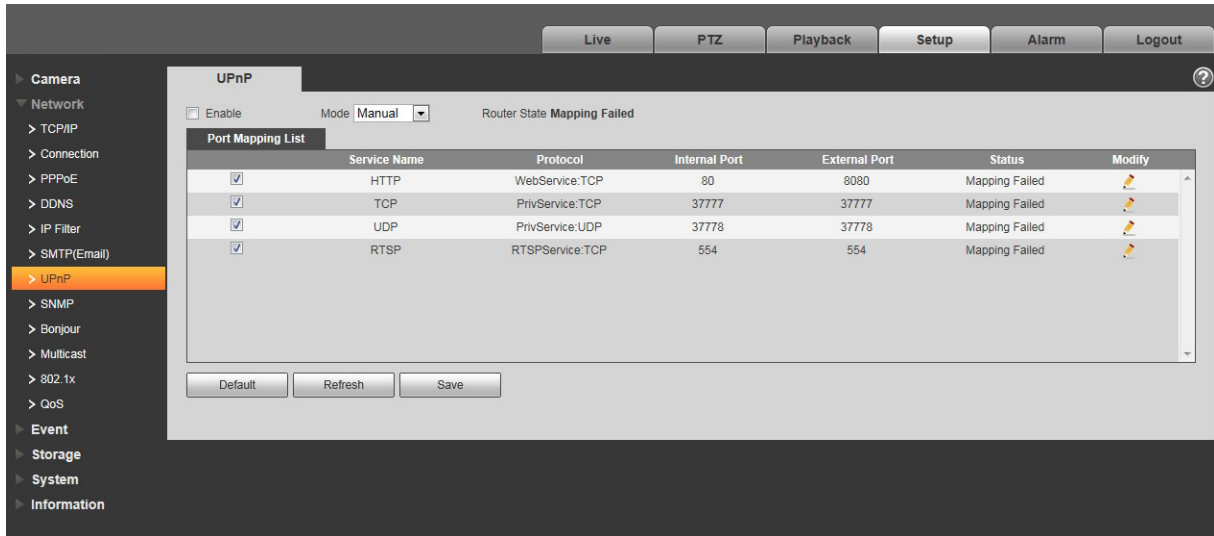 Live PTZ Playback Setup Alarm Logout
Camera
Network
TCP/IP
Connection
PPPoE
DDNS
IP Filter
SMTP(Email)
UPnP
SNMP
Bonjour
Multicast
802.1x
QoS
Event
Storage
System
Information
UPnP ?
Enable Mode Manual Router State Mapping Failed
Port Mapping List
Service Name Protocol Internal Port External Port Status Modify
HTTP WebService:TCP 80 8080 Mapping Failed
TCP PrivService:TCP 37777 37777 Mapping Failed
UDP PrivService:UDP 37778 37778 Mapping Failed
RTSP RTSPService:TCP 554 554 Mapping Failed
Default Refresh Save